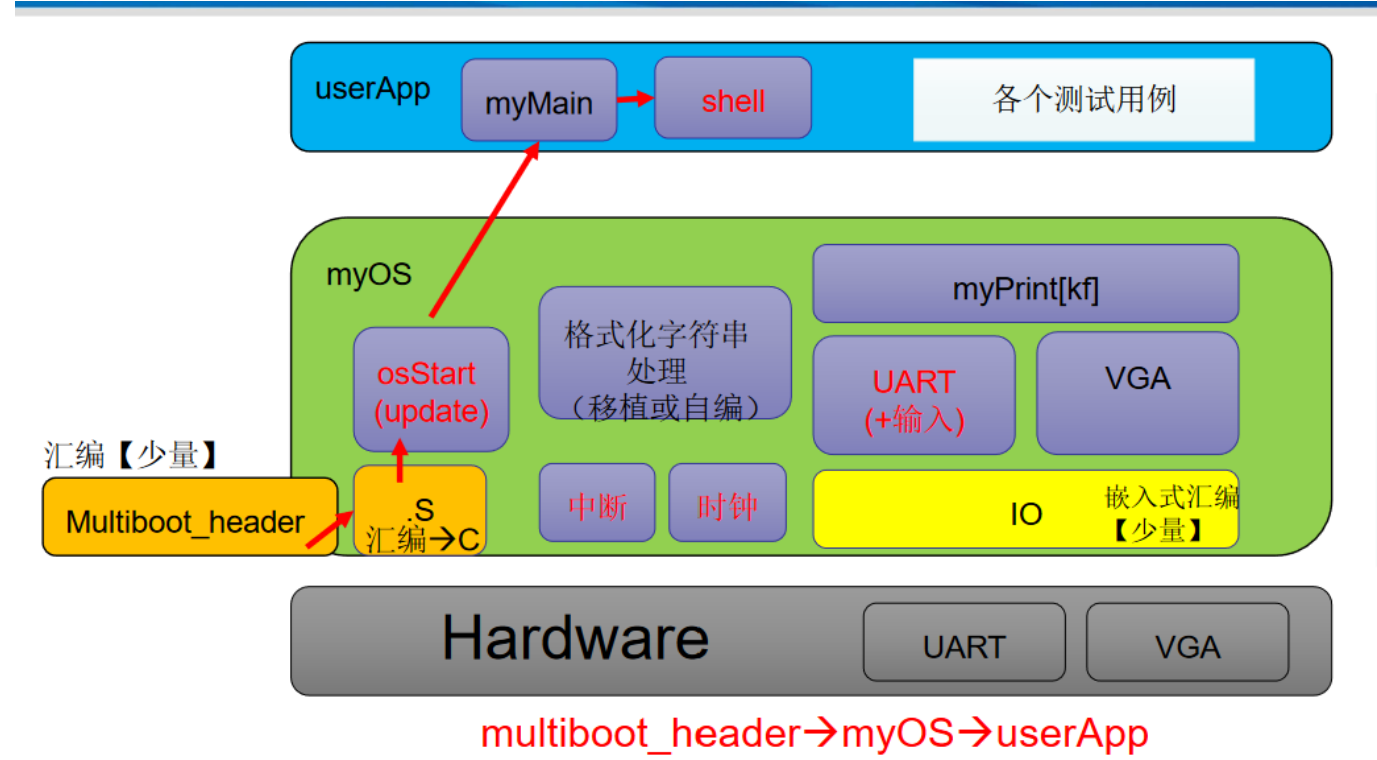 userApp
myMain
shell
各个测试用例
myOS
myPrint[kf]
格式化字符串
处理
（移植或自编）
osStart
(update)
UART
(+输入)
VGA
汇编【少量】
Multiboot_header
.S
汇编→C
中断
时钟
IO
嵌入式汇编
【少量】
Hardware
UART
VGA
multiboot_header→myOS→userApp